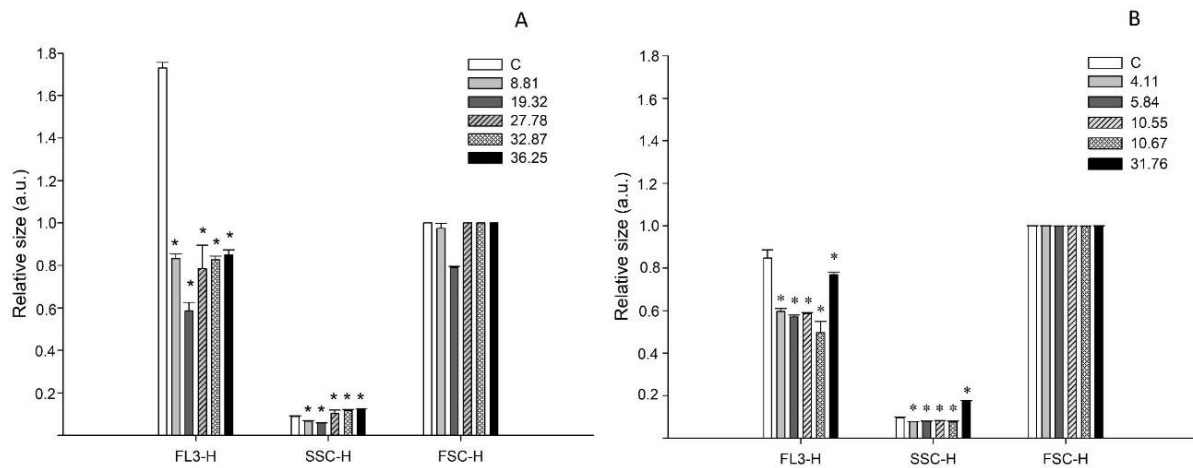 A
Relative size (a.u.)
1.8
1.6
1.4
1.2
1.0
0.8
0.6
0.4
0.2
C
8.81
19.32
27.78
32.87
36.25
* * * * *
* * * * *
FL3-H SSC-H FSC-H
B
Relative size (a.u.)
1.8
1.6
1.4
1.2
1.0
0.8
0.6
0.4
0.2
C
4.11
5.84
10.55
10.67
31.76
* * * * *
* * * * *
FL3-H SSC-H FSC-H